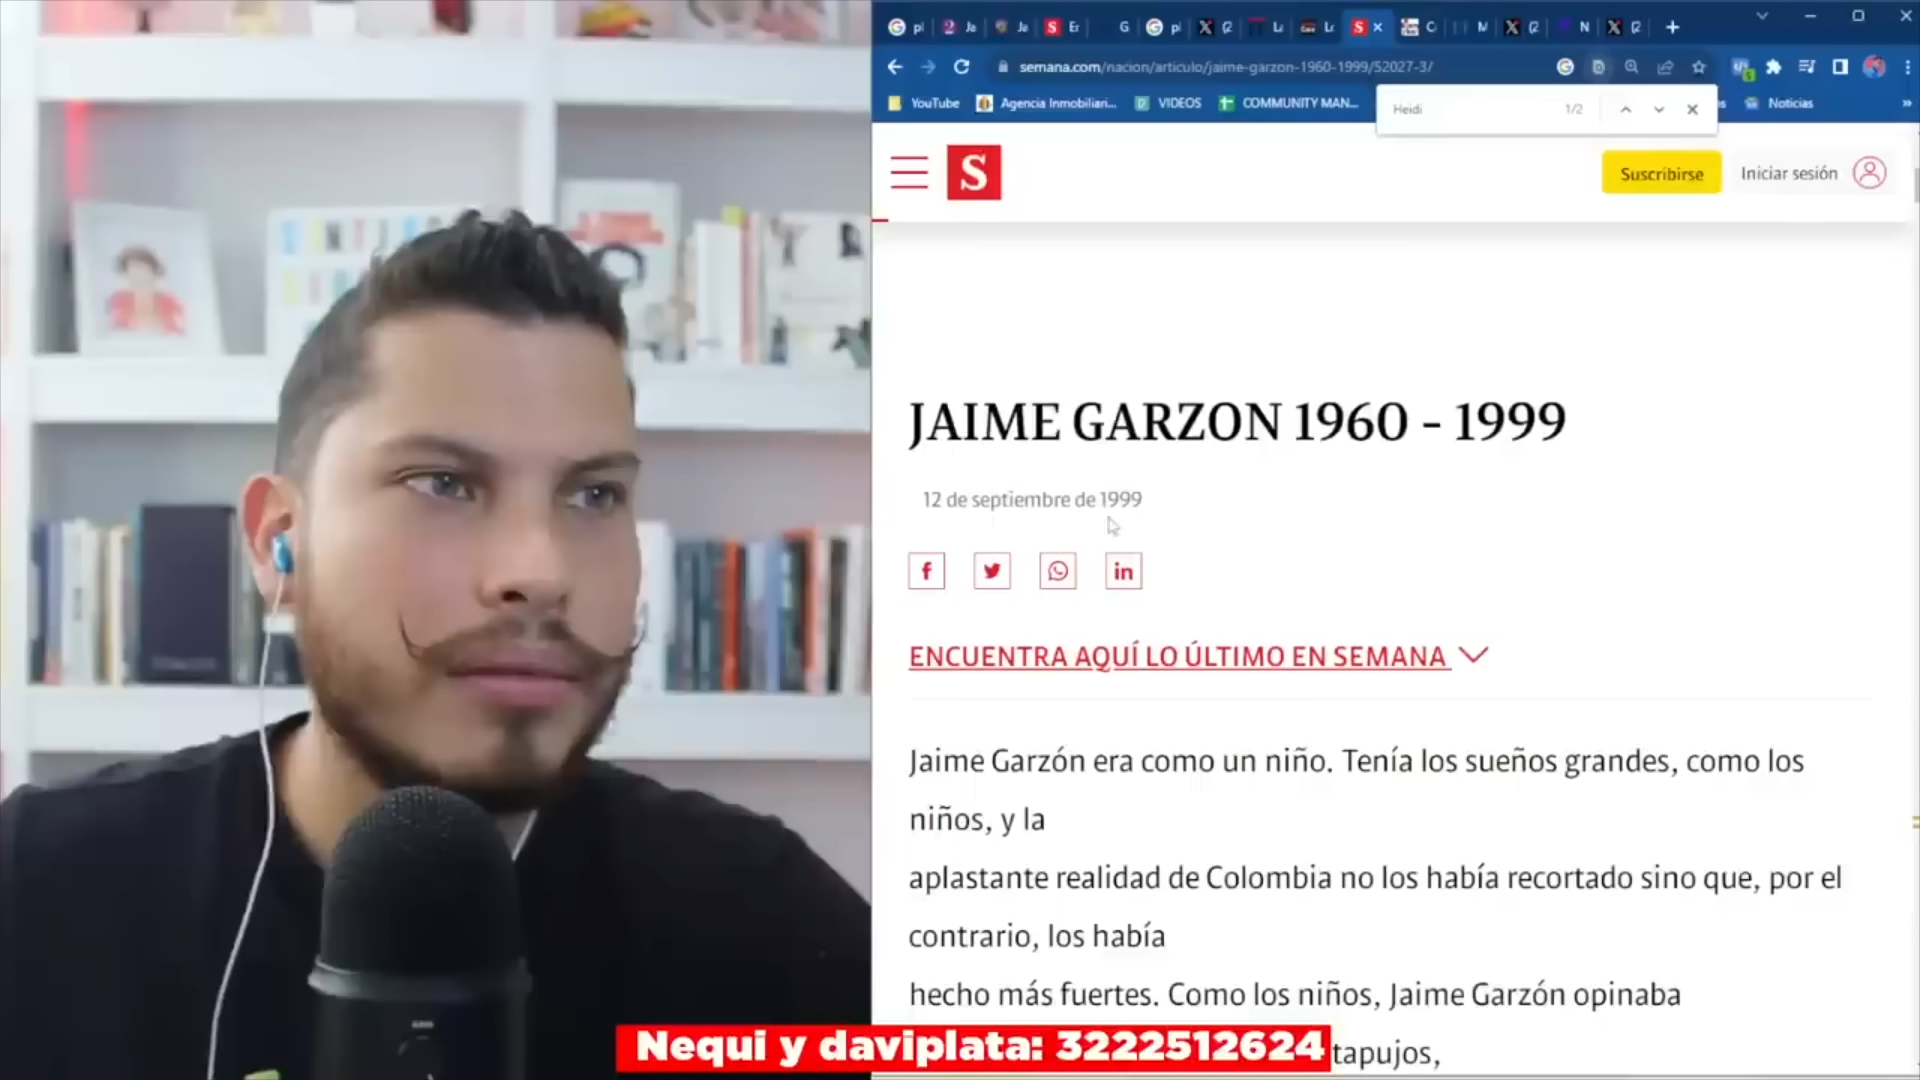 semana.com/nacion/articulo/jaime-garzon-1960-1999/52027-3/
YouTube
Agencia Inmobiliari...
VIDEOS
COMMUNITY MAN...
Noticias
Heidi
1/2
S
Suscribirse
Iniciar sesión
JAIME GARZON 1960 - 1999
12 de septiembre de 1999
ENCUENTRA AQUÍ LO ÚLTIMO EN SEMANA
Jaime Garzón era como un niño. Tenía los sueños grandes, como los
niños, y la
aplastante realidad de Colombia no los había recortado sino que, por el
contrario, los había
hecho más fuertes. Como los niños, Jaime Garzón opinaba
tapujos,
Nequi y daviplata: 3222512624